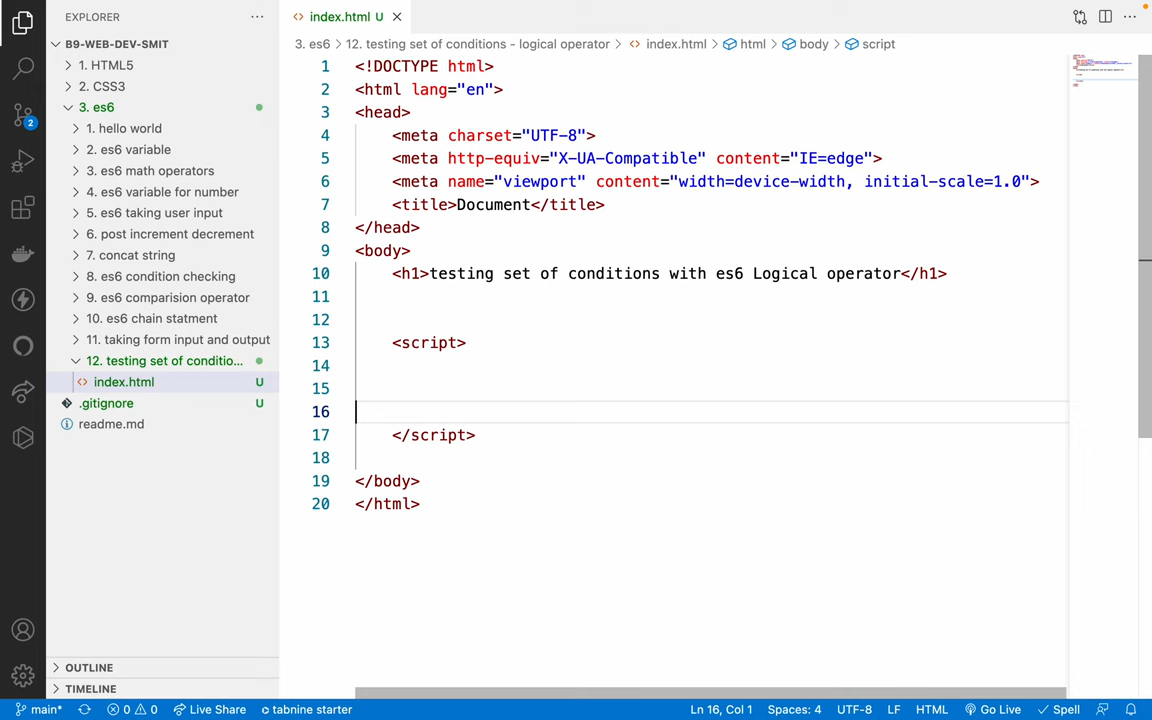 EXPLORER
B9-WEB-DEV-SMIT
1. HTML5
2. CSS3
3. es6
1. hello world
2. es6 variable
3. es6 math operators
4. es6 variable for number
5. es6 taking user input
6. post increment decrement
7. concat string
8. es6 condition checking
9. es6 comparision operator
10. es6 chain statment
11. taking form input and output
12. testing set of conditio...
index.html U
.gitignore U
readme.md
OUTLINE
TIMELINE
2
index.html U
3. es6 > 12. testing set of conditions - logical operator > index.html > html > body > script
1 <!DOCTYPE html>
2 <html lang="en">
3 <head>
4 <meta charset="UTF-8">
5 <meta http-equiv="X-UA-Compatible" content="IE=edge">
6 <meta name="viewport" content="width=device-width, initial-scale=1.0">
7 <title>Document</title>
8 </head>
9 <body>
10 <h1>testing set of conditions with es6 Logical operator</h1>
11
12
13 <script>
14
15
16
17 </script>
18
19 </body>
20 </html>
main* 0 0 Live Share tabnine starter Ln 16, Col 1 Spaces: 4 UTF-8 LF HTML Go Live Spell